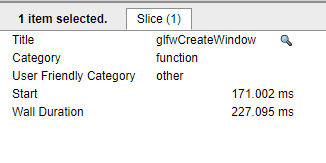 1 item selected. Slice (1)
Title glfwCreateWindow
Category function
User Friendly Category other
Start 171.002 ms
Wall Duration 227.095 ms